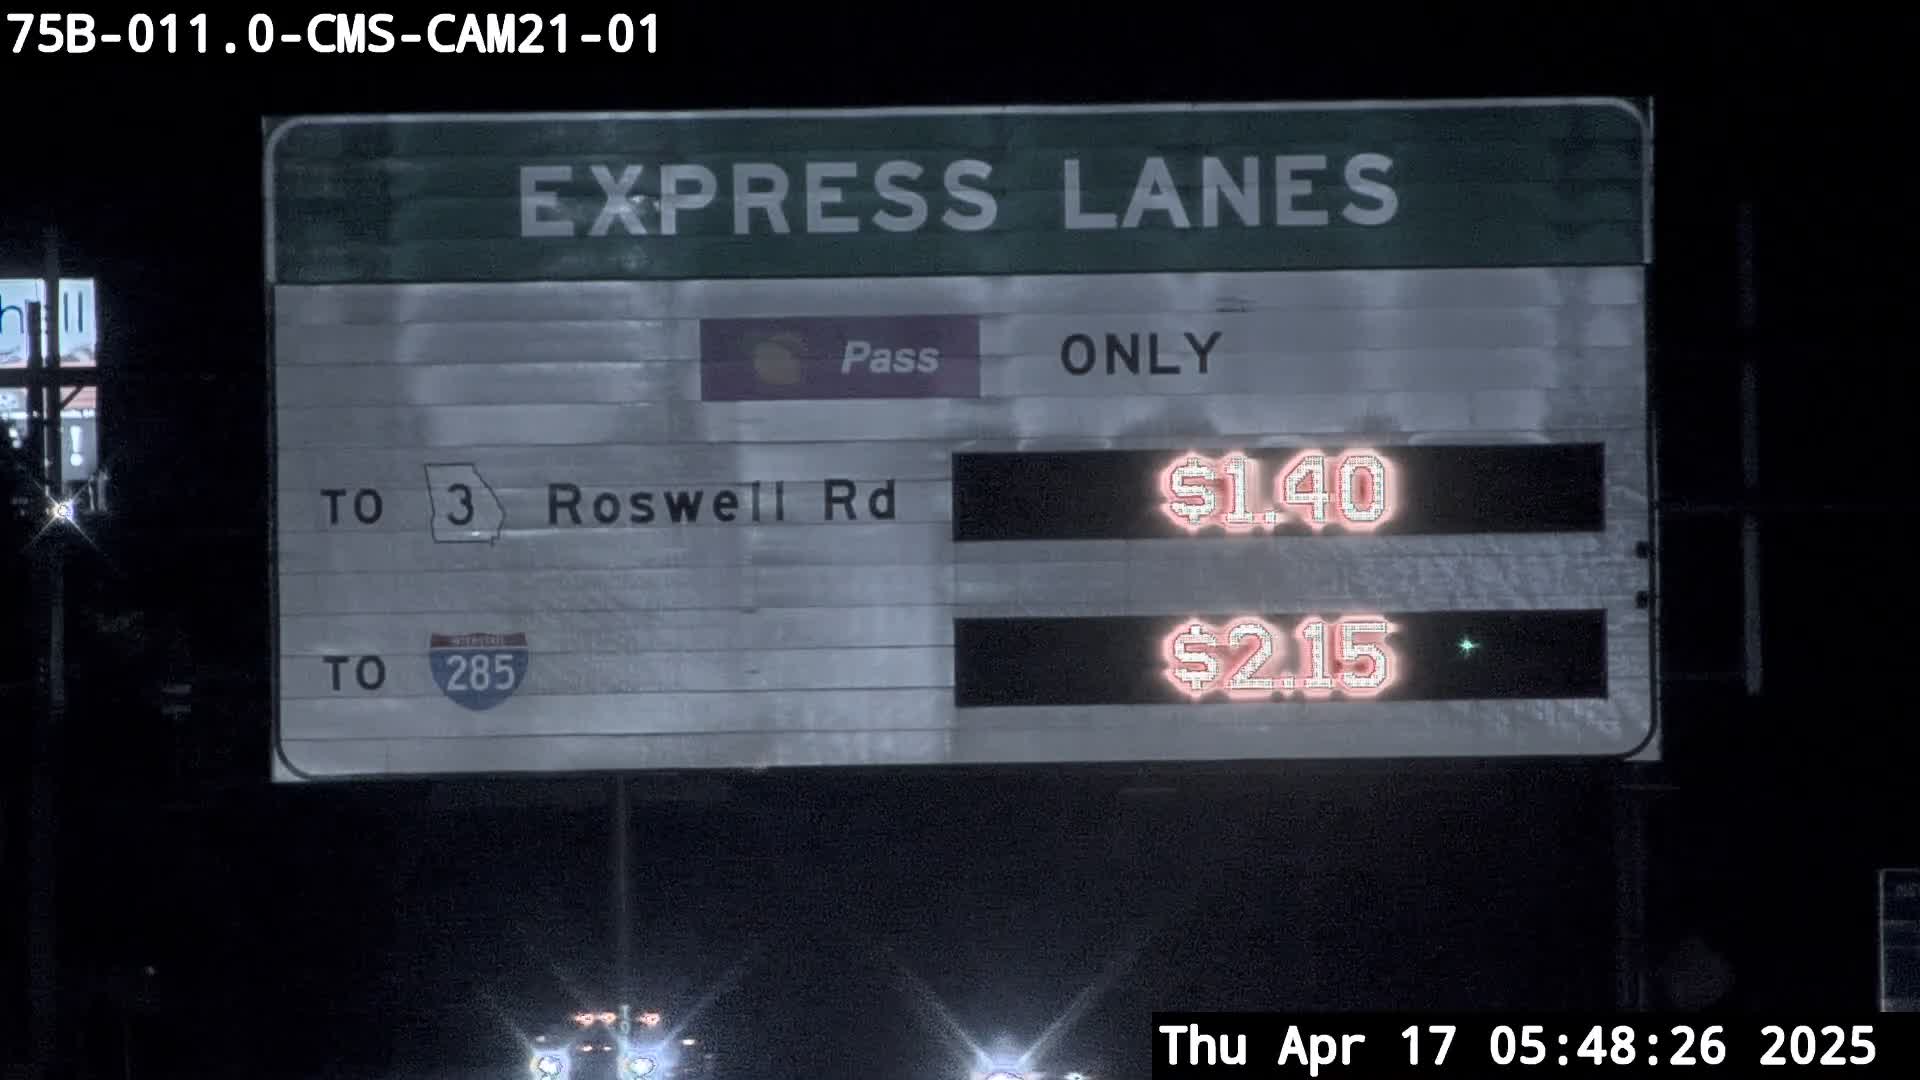 75B-011.0-CMS-CAM21-01
EXPRESS LANES
Pass ONLY
TO 3 Roswell Rd $1.40
TO INTERSTATE 285 $2.15
Thu Apr 17 05:48:26 2025